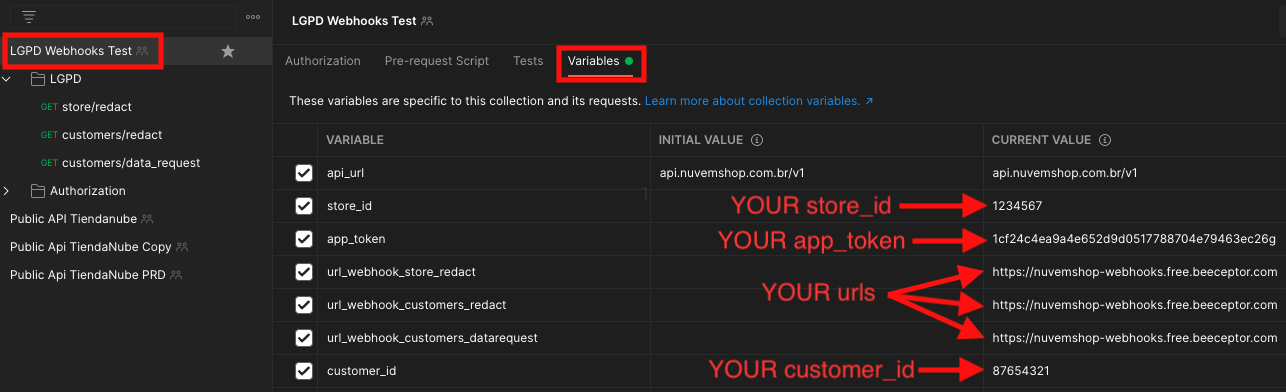 LGPD Webhooks Test
LGPD
GET store/redact
GET customers/redact
GET customers/data_request
Authorization
Public API Tiendanube
Public Api TiendaNube Copy
Public Api TiendaNube PRD
LGPD Webhooks Test
Authorization Pre-request Script Tests Variables
These variables are specific to this collection and its requests. Learn more about collection variables. ↗
VARIABLE INITIAL VALUE CURRENT VALUE
api_url api.nuvemshop.com.br/v1 api.nuvemshop.com.br/v1
store_id YOUR store_id 1234567
app_token YOUR app_token 1cf24c4ea9a4e652d9d0517788704e79463ec26g
url_webhook_store_redact https://nuvemshop-webhooks.free.beeceptor.com
YOUR urls
url_webhook_customers_redact https://nuvemshop-webhooks.free.beeceptor.com
url_webhook_customers_datarequest https://nuvemshop-webhooks.free.beeceptor.com
customer_id YOUR customer_id 87654321